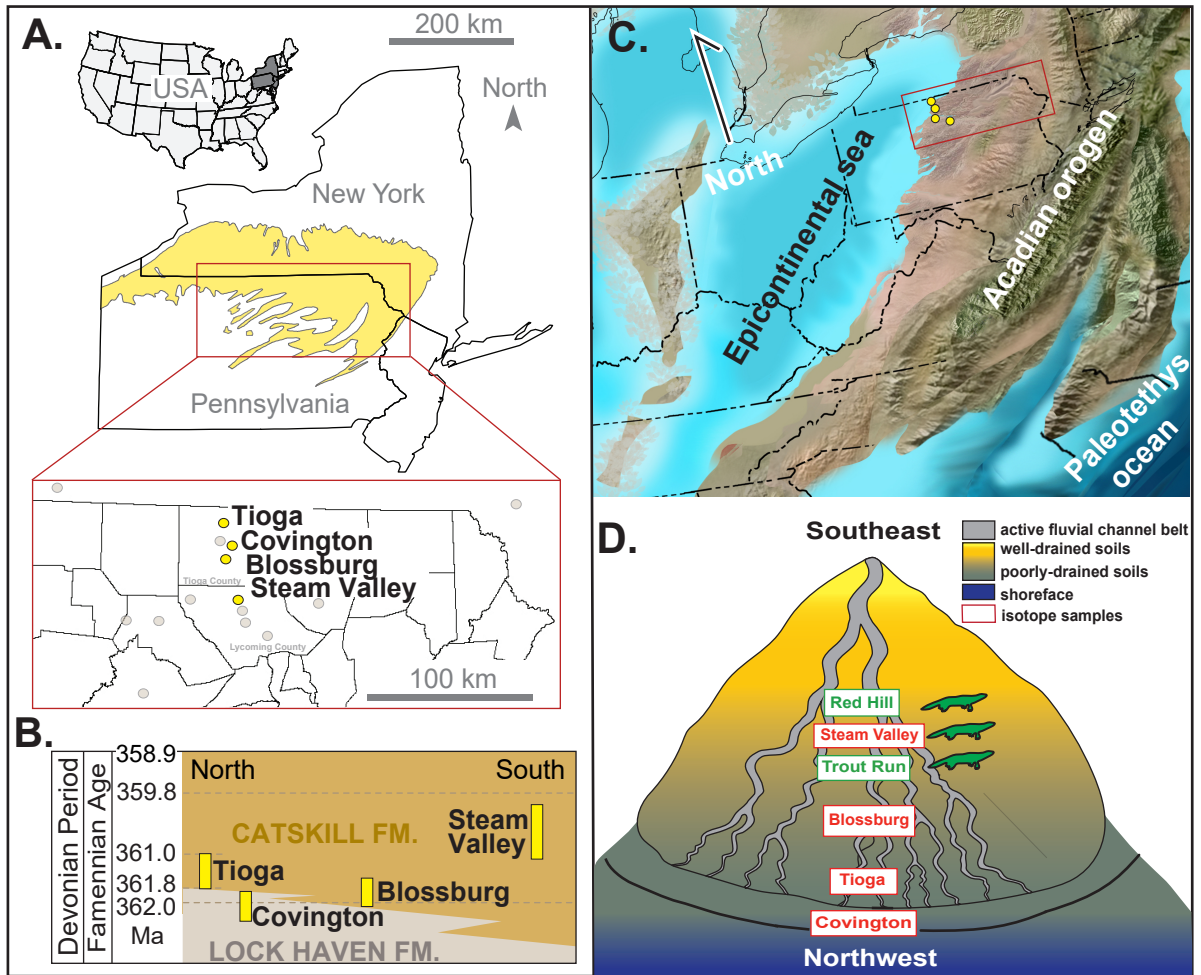 A.
200 km
USA
North
New York
Pennsylvania
Tioga
Covington
Blossburg
Tioga County
Steam Valley
Lycoming County
100 km
B.
Devonian Period
Famennian Age
358.9
359.8
361.0
361.8
362.0
Ma
North
South
CATSKILL FM.
Steam
Valley
Tioga
Blossburg
Covington
LOCK HAVEN FM.
C.
North
Epicontinental sea
Acadian orogen
Paleotethys
ocean
D.
Southeast
active fluvial channel belt
well-drained soils
poorly-drained soils
shoreface
isotope samples
Red Hill
Steam Valley
Trout Run
Blossburg
Tioga
Covington
Northwest